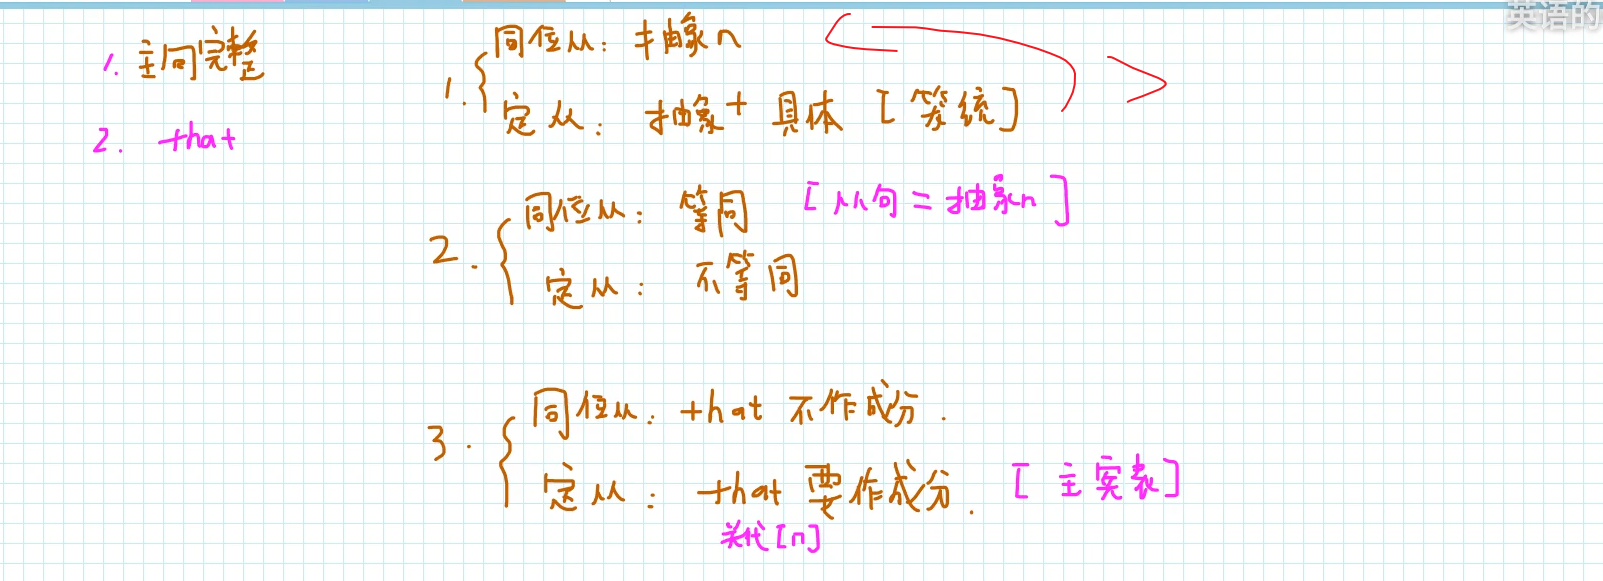 英语的
1. 主句完整
2. that
1. 同位从: 抽象n
定从: 抽象+具体 [笼统]
2. 同位从: 等同 [从句=抽象n]
定从: 不等同
3. 同位从: that 不作成分.
定从: that 要作成分. [主宾表]
关代[n]